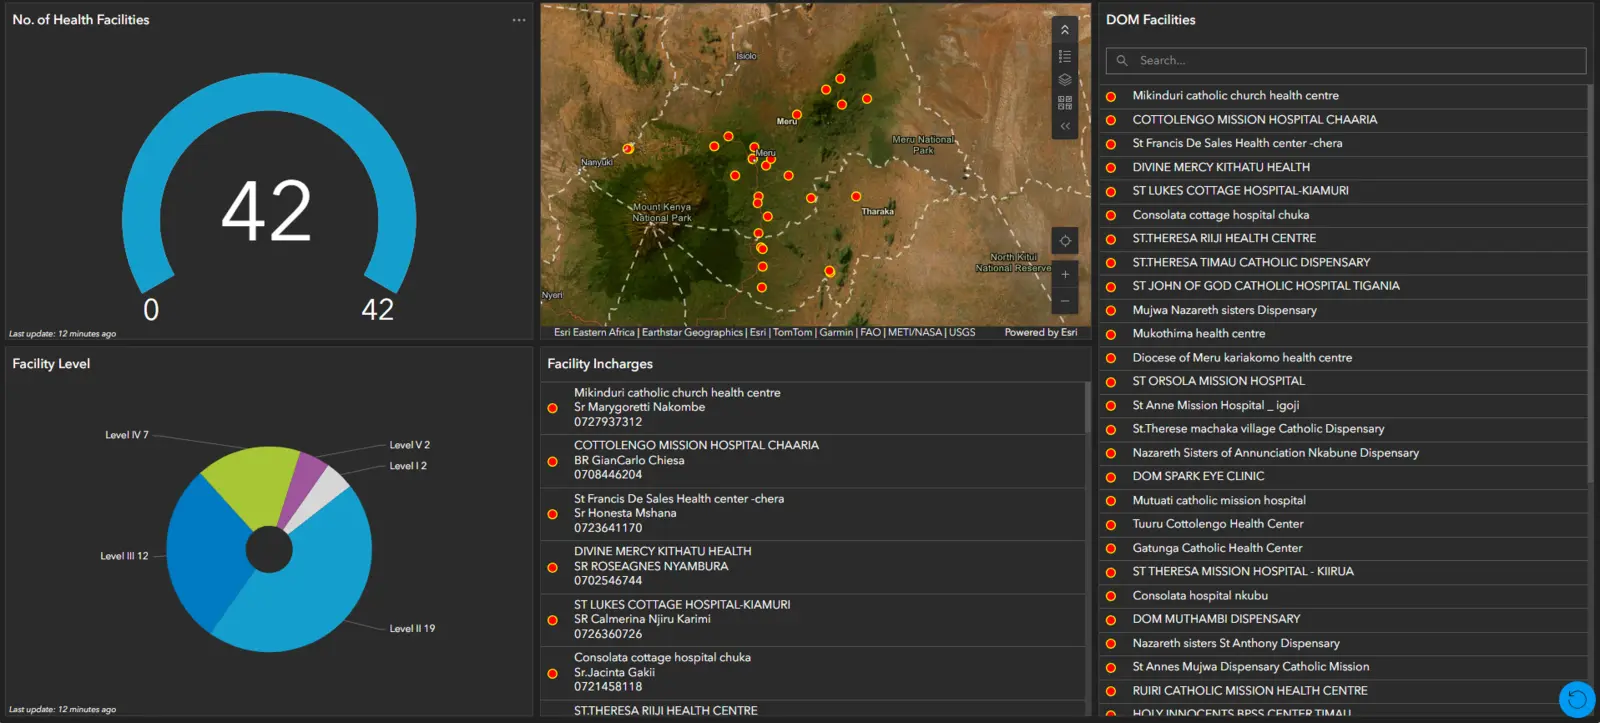 No. of Health Facilities
42
0
42
Last update: 12 minutes ago
Facility Level
Level IV 7
Level V 2
Level I 2
Level III 12
Level II 19
Last update: 12 minutes ago
Isiolo
Meru
Meru National
Park
Meru
Nanyuki
Mount Kenya
National Park
Tharaka
North Kitui
National Reserve
Nyeri
Esri Eastern Africa | Earthstar Geographics | Esri | TomTom | Garmin | FAO | METI/NASA | USGS
Powered by Esri
Facility Incharges
Mikinduri catholic church health centre
Sr Marygoretti Nakombe
0727937312
COTTOLENGO MISSION HOSPITAL CHAARIA
BR GianCarlo Chiesa
0708446204
St Francis De Sales Health center -chera
Sr Honesta Mshana
0723641170
DIVINE MERCY KITHATU HEALTH
SR ROSEAGNES NYAMBURA
0702546744
ST LUKES COTTAGE HOSPITAL-KIAMURI
SR Calmerina Njiru Karimi
0726360726
Consolata cottage hospital chuka
Sr.Jacinta Gakii
0721458118
ST.THERESA RIIJI HEALTH CENTRE
DOM Facilities
Search...
Mikinduri catholic church health centre
COTTOLENGO MISSION HOSPITAL CHAARIA
St Francis De Sales Health center -chera
DIVINE MERCY KITHATU HEALTH
ST LUKES COTTAGE HOSPITAL-KIAMURI
Consolata cottage hospital chuka
ST.THERESA RIIJI HEALTH CENTRE
ST.THERESA TIMAU CATHOLIC DISPENSARY
ST JOHN OF GOD CATHOLIC HOSPITAL TIGANIA
Mujwa Nazareth sisters Dispensary
Mukothima health centre
Diocese of Meru kariakomo health centre
ST ORSOLA MISSION HOSPITAL
St Anne Mission Hospital _ igoji
St.Therese machaka village Catholic Dispensary
Nazareth Sisters of Annunciation Nkabune Dispensary
DOM SPARK EYE CLINIC
Mutuati catholic mission hospital
Tuuru Cottolengo Health Center
Gatunga Catholic Health Center
ST THERESA MISSION HOSPITAL - KIIRUA
Consolata hospital nkubu
DOM MUTHAMBI DISPENSARY
Nazareth sisters St Anthony Dispensary
St Annes Mujwa Dispensary Catholic Mission
RUIRI CATHOLIC MISSION HEALTH CENTRE
HOLY INNOCENTS BPSS CENTER TIMAU